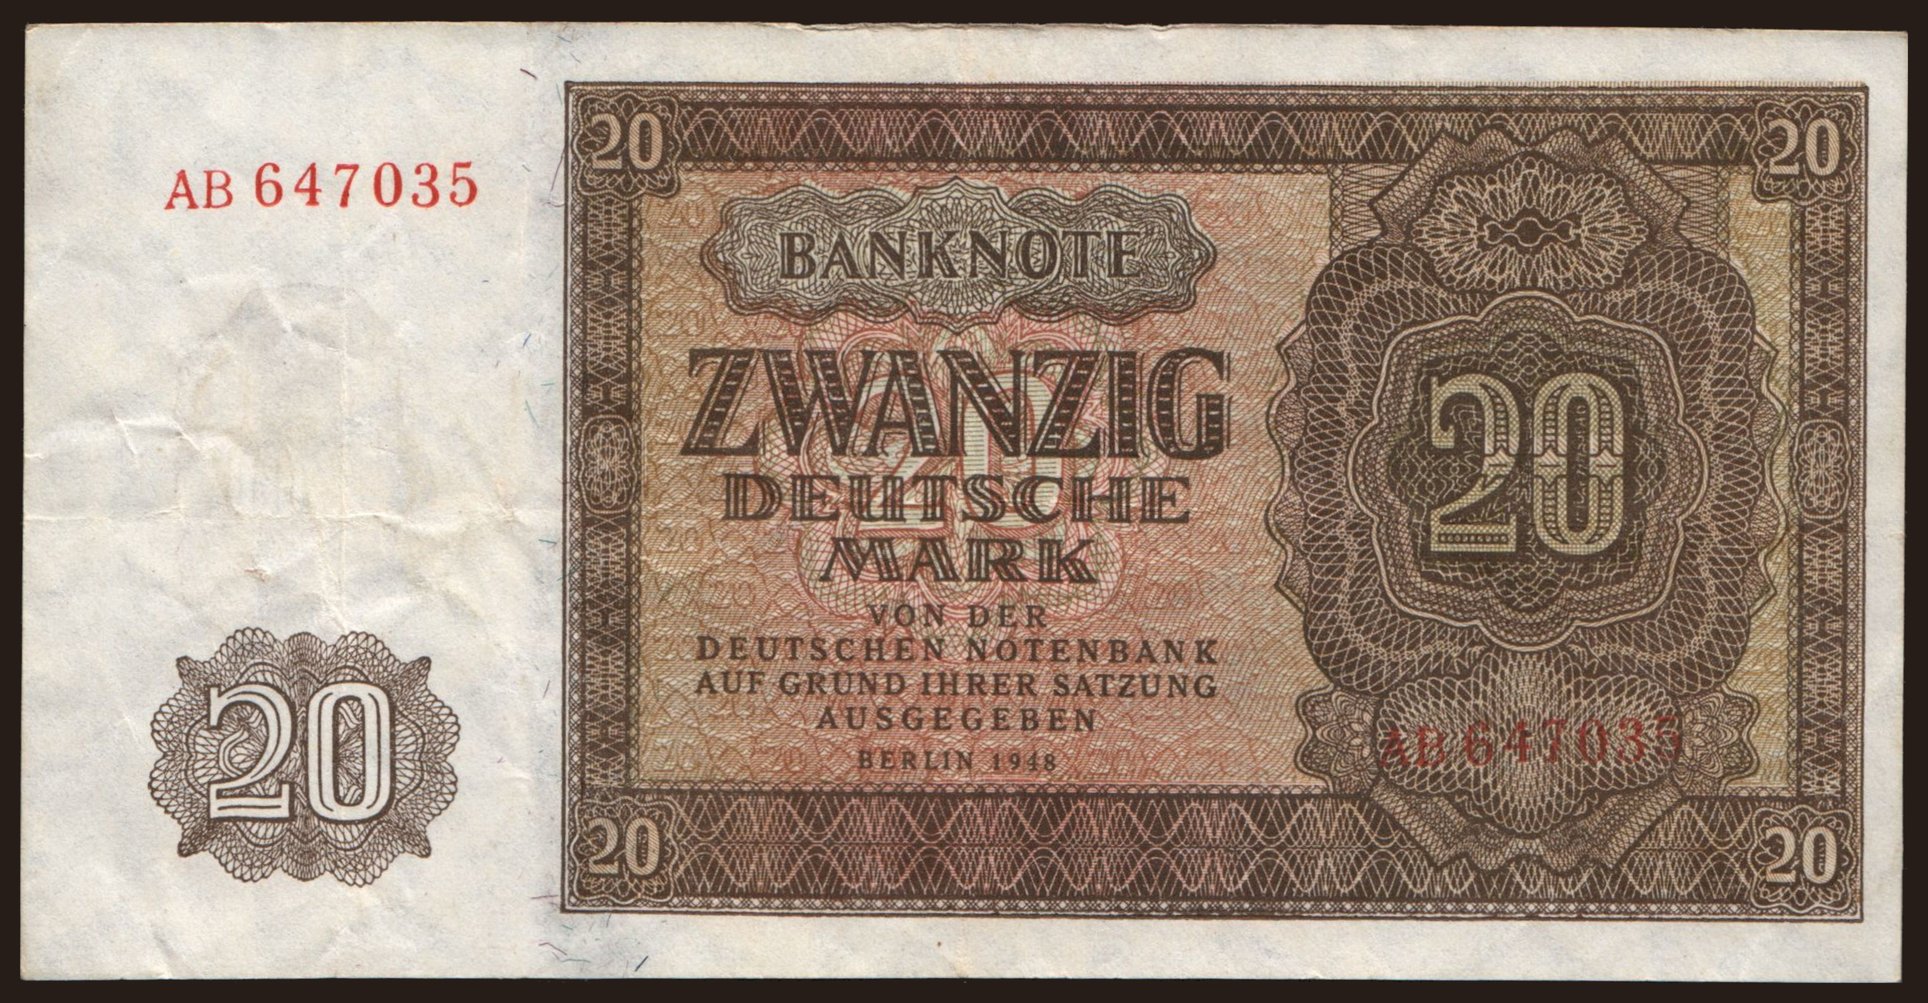 20
20
AB 647035
BANKNOTE
ZWANZIG
DEUTSCHE
MARK
20
20
VON DER
DEUTSCHEN NOTENBANK
AUF GRUND IHRER SATZUNG
AUSGEGEBEN
BERLIN 1948
AB 647035
20
20
20